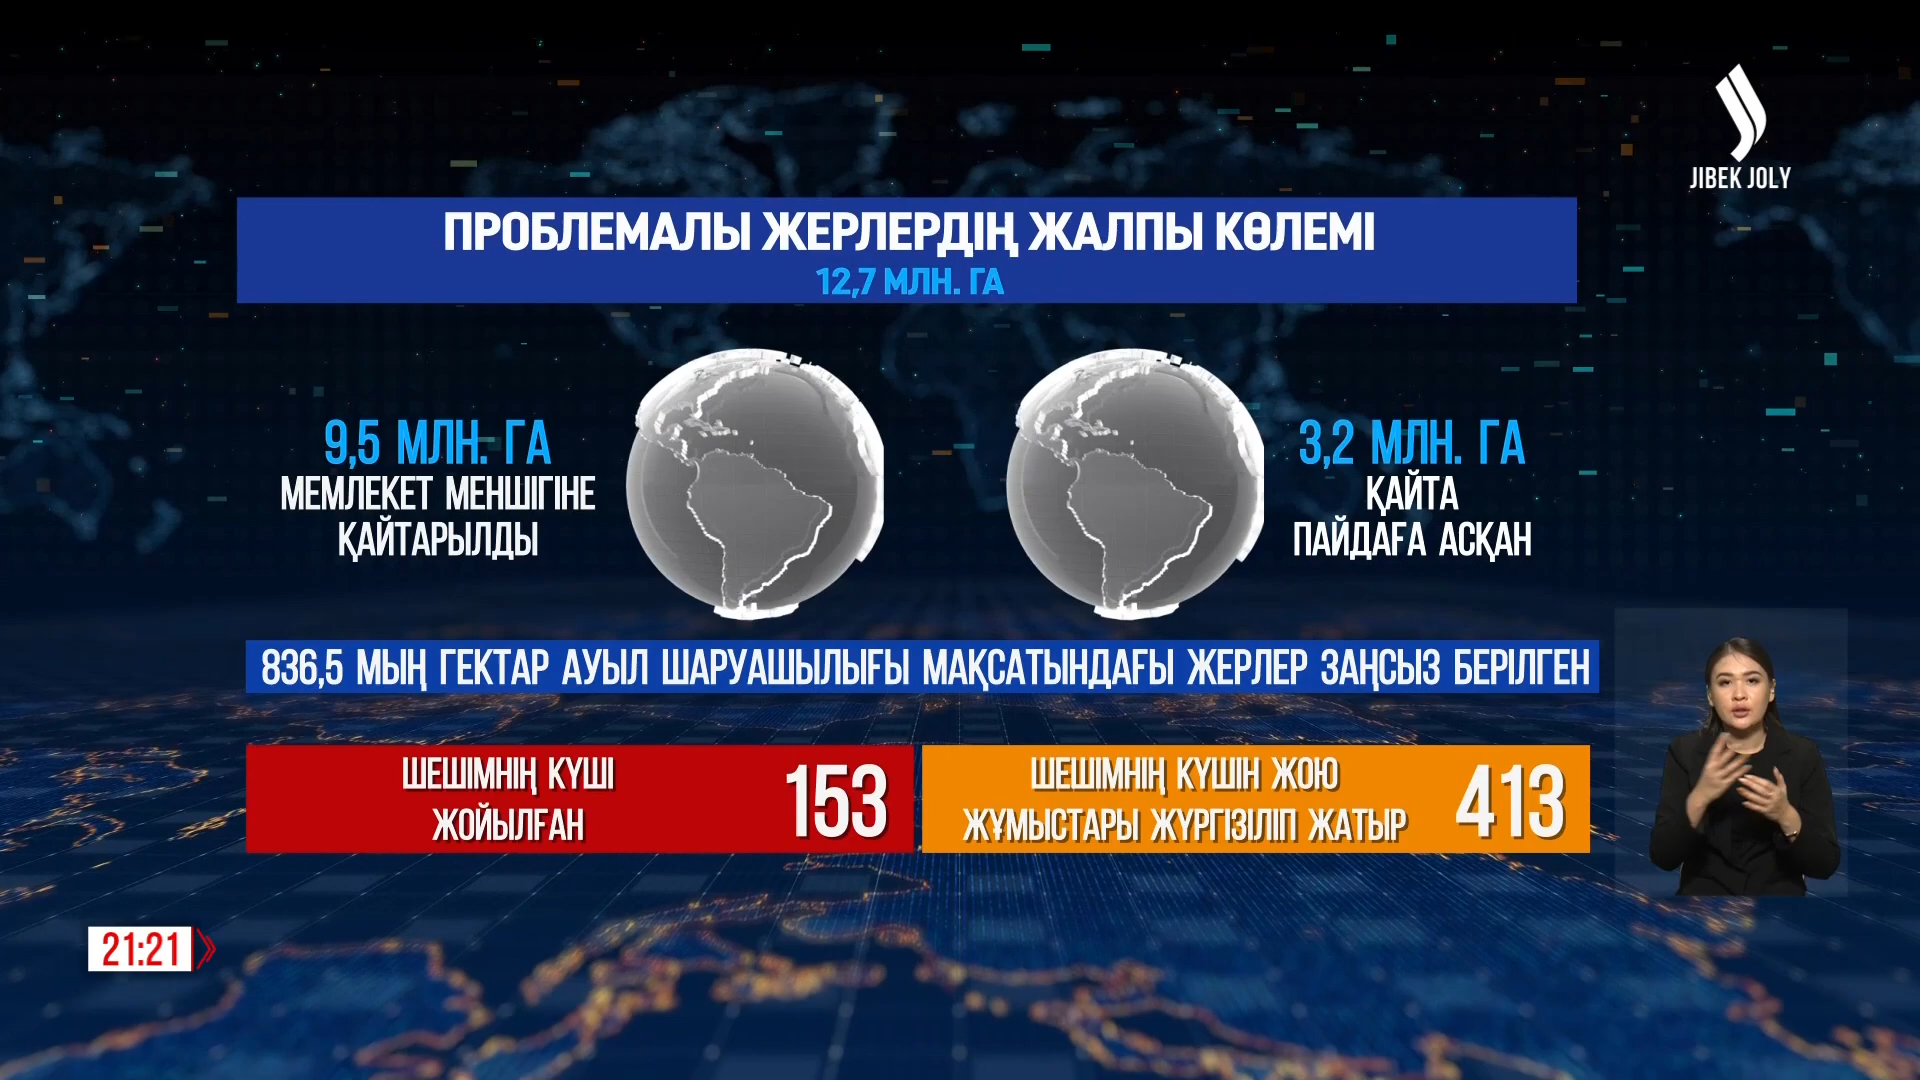 JIBEK JOLY
ПРОБЛЕМАЛЫ ЖЕРЛЕРДІҢ ЖАЛПЫ КӨЛЕМІ
12,7 МЛН. ГА
9,5 МЛН. ГА
МЕМЛЕКЕТ МЕНШІГІНЕ
ҚАЙТАРЫЛДЫ
3,2 МЛН. ГА
ҚАЙТА
ПАЙДАҒА АСҚАН
836,5 МЫҢ ГЕКТАР АУЫЛ ШАРУАШЫЛЫҒЫ МАҚСАТЫНДАҒЫ ЖЕРЛЕР ЗАҢСЫЗ БЕРІЛГЕН
ШЕШІМНІҢ КҮШІ
ЖОЙЫЛҒАН
153
ШЕШІМНІҢ КҮШІН ЖОЮ
ЖҰМЫСТАРЫ ЖҮРГІЗІЛІП ЖАТЫР
413
21:21